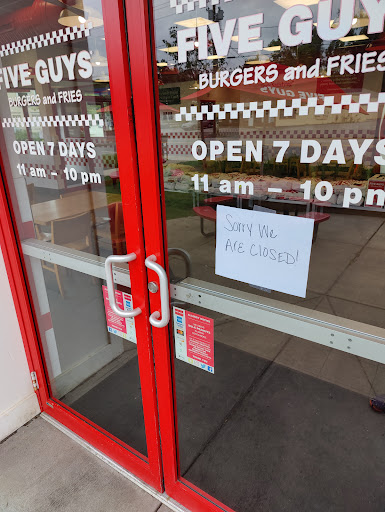 FIVE GUYS
BURGERS and FRIES
OPEN 7 DAYS
11 am - 10 pm
FIVE GUYS
BURGERS and FRIES
OPEN 7 DAYS
11 am - 10 pm
Sorry We
ARE CLOSED!